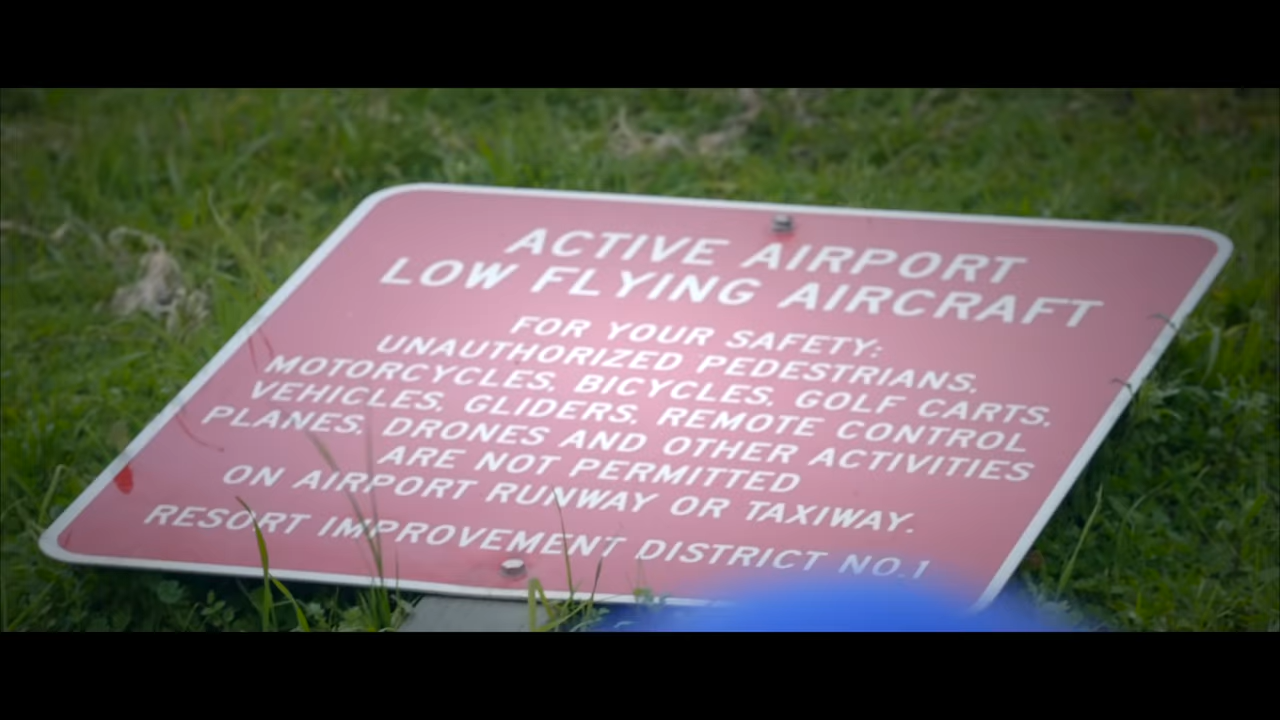 ACTIVE AIRPORT
LOW FLYING AIRCRAFT
FOR YOUR SAFETY:
UNAUTHORIZED PEDESTRIANS,
MOTORCYCLES, BICYCLES, GOLF CARTS,
VEHICLES, GLIDERS, REMOTE CONTROL
PLANES, DRONES AND OTHER ACTIVITIES
ARE NOT PERMITTED
ON AIRPORT RUNWAY OR TAXIWAY.
RESORT IMPROVEMENT DISTRICT NO.1